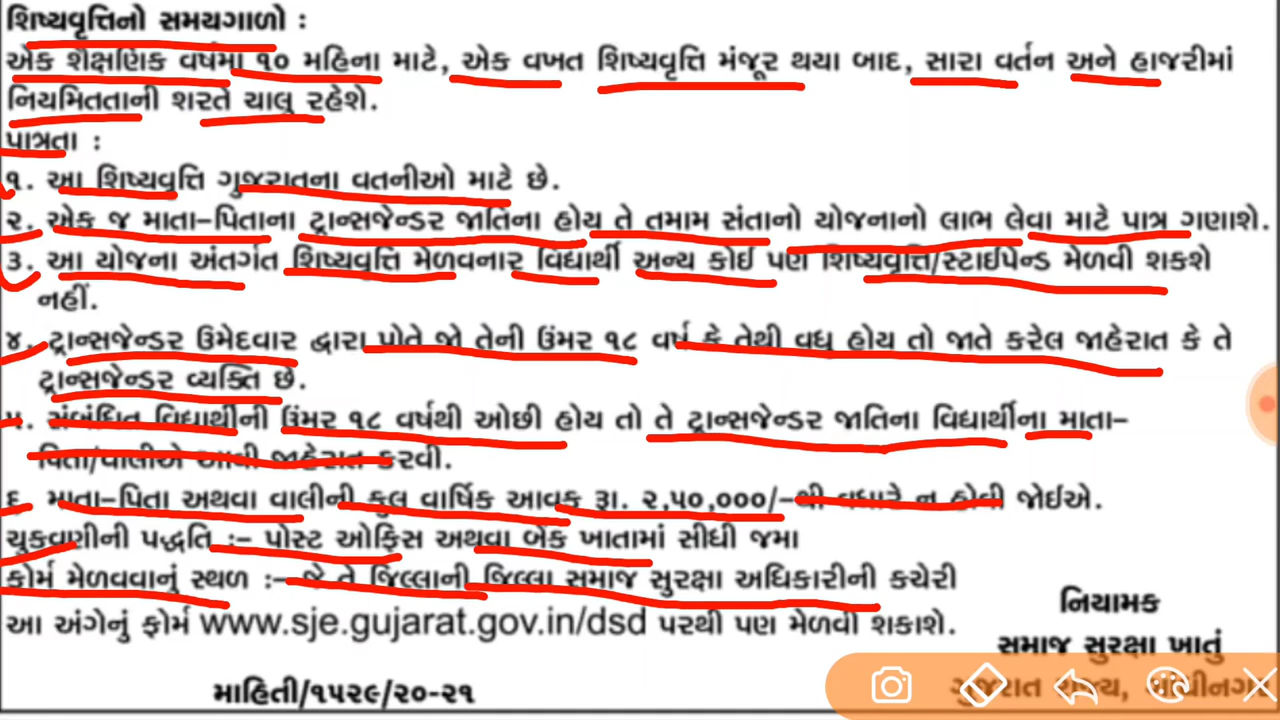 શિષ્યવૃત્તિનો સમયગાળો :
એક શૈક્ષણિક વર્ષમાં ૧૦ મહિના માટે, એક વખત શિષ્યવૃત્તિ મંજૂર થયા બાદ, સારા વર્તન અને હાજરીમાં
નિયમિતતાની શરતે ચાલુ રહેશે.
પાત્રતા :
૧. આ શિષ્યવૃત્તિ ગુજરાતના વતનીઓ માટે છે.
૨. એક જ માતા–પિતાના ટ્રાન્સજેન્ડર જાતિના હોય તે તમામ સંતાનો યોજનાનો લાભ લેવા માટે પાત્ર ગણાશે.
૩. આ યોજના અંતર્ગત શિષ્યવૃત્તિ મેળવનાર વિદ્યાર્થી અન્ય કોઈ પણ શિષ્યવૃત્તિ/સ્ટાઈપેન્ડ મેળવી શકશે
નહીં.
૪. ટ્રાન્સજેન્ડર ઉમેદવાર દ્વારા પોતે જો તેની ઉંમર ૧૮ વર્ષ કે તેથી વધુ હોય તો જાતે કરેલ જાહેરાત કે તે
ટ્રાન્સજેન્ડર વ્યક્તિ છે.
૫. સંબંધિત વિદ્યાર્થીની ઉંમર ૧૮ વર્ષથી ઓછી હોય તો તે ટ્રાન્સજેન્ડર જાતિના વિદ્યાર્થીના માતા–
પિતા/વાલીએ આવી જાહેરાત કરવી.
૬. માતા–પિતા અથવા વાલીની કુલ વાર્ષિક આવક રૂા. ૨,૫૦,૦૦૦/–થી વધારે ન હોવી જોઈએ.
ચુકવણીની પદ્ધતિ :– પોસ્ટ ઓફિસ અથવા બેંક ખાતામાં સીધી જમા
ફોર્મ મેળવવાનું સ્થળ :– જે તે જિલ્લાની જિલ્લા સમાજ સુરક્ષા અધિકારીની કચેરી
આ અંગેનું ફોર્મ www.sje.gujarat.gov.in/dsd પરથી પણ મેળવી શકાશે.
નિયામક
સમાજ સુરક્ષા ખાતું
ગુજરાત રાજ્ય, ગાંધીનગર
માહિતી/૧૫૨૯/૨૦-૨૧